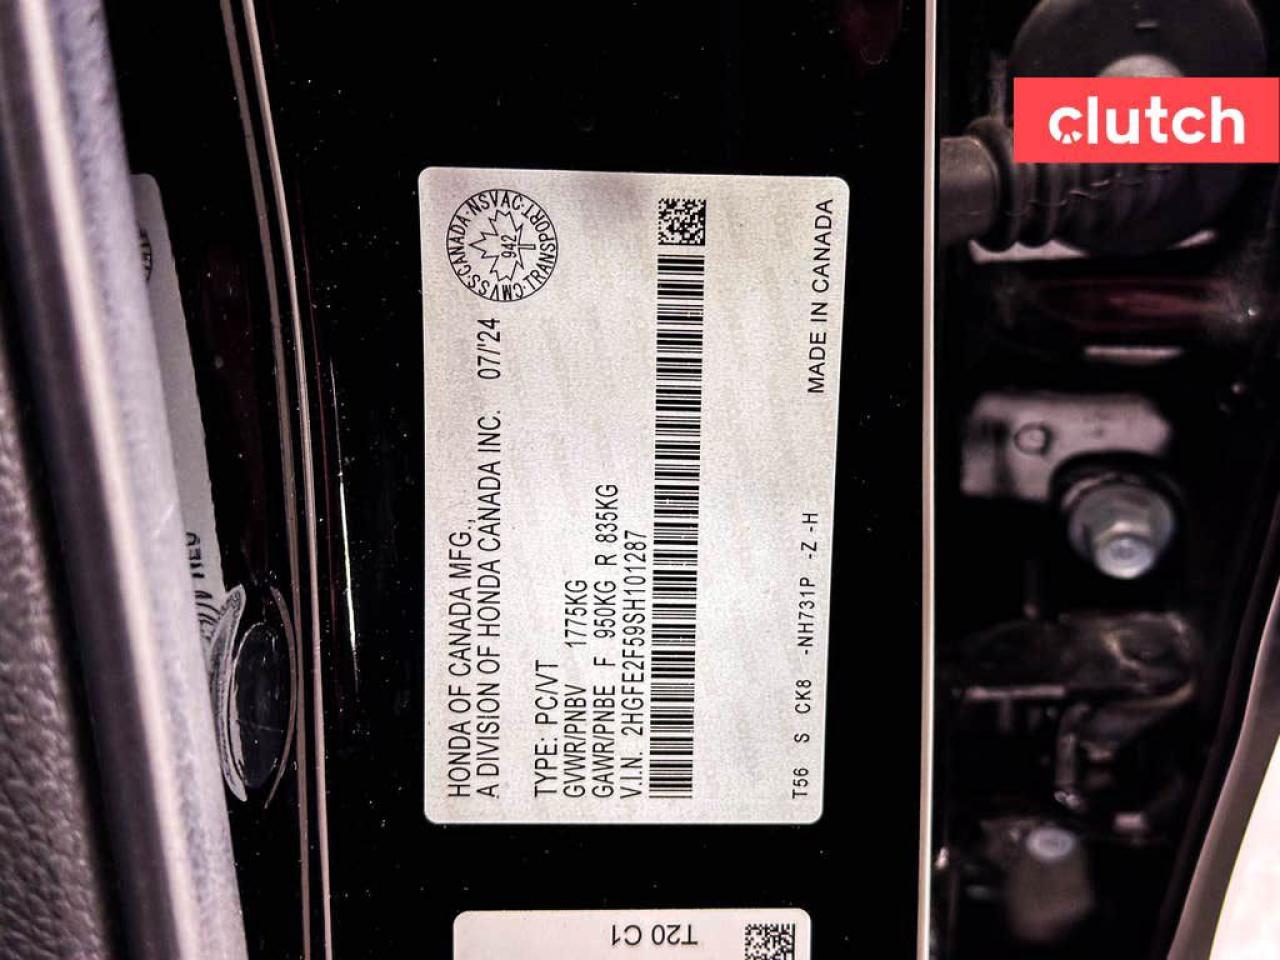 clutch
HONDA OF CANADA MFG.,
A DIVISION OF HONDA CANADA INC. 07/'24
CANADA·NSVAC·TRANSPORT·CMVSS·
942
TYPE: PC/VT
GVWR/PNBV 1775KG
GAWR/PNBE F 950KG R 835KG
V.I.N. 2HGFE2F59SH101287
T56 S CK8 -NH731P -Z -H MADE IN CANADA
T20 C1